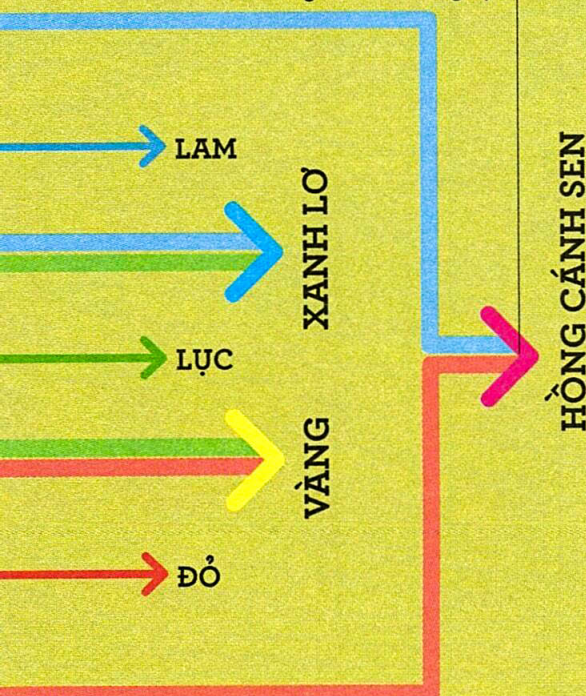 LAM
XANH LƠ
LỤC
VÀNG
ĐỎ
HỒNG CÁNH SEN